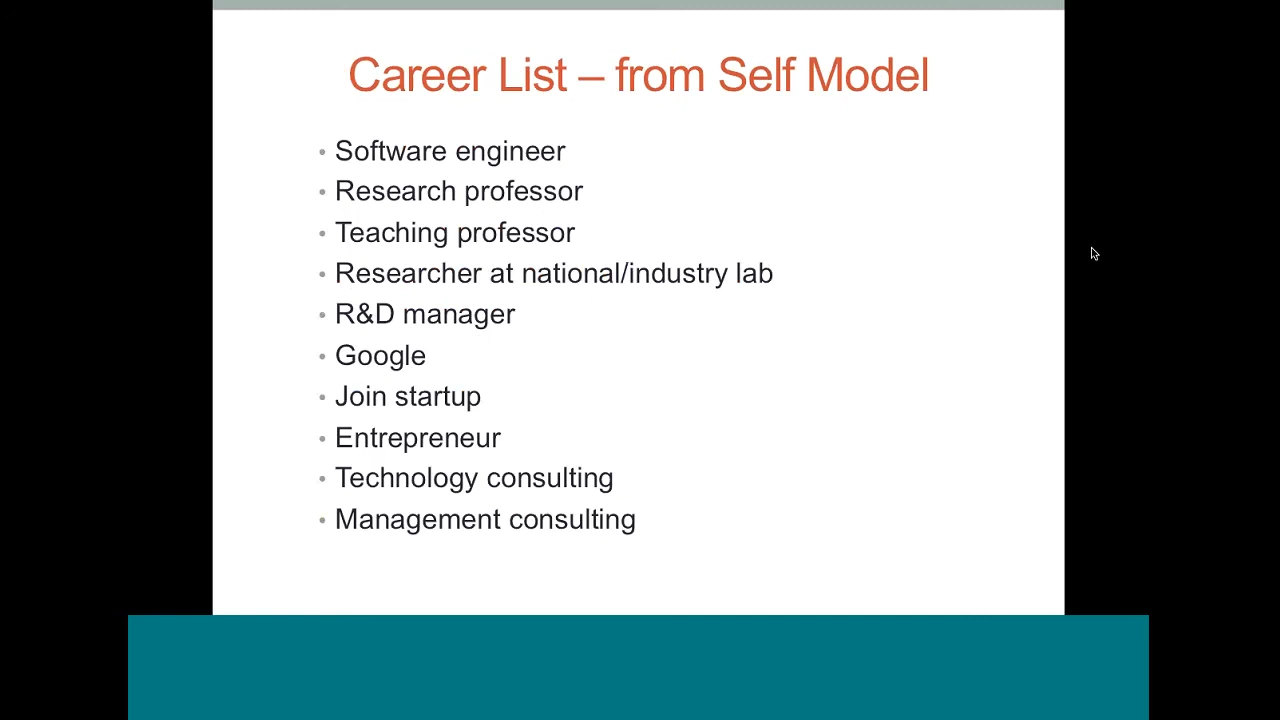 Career List – from Self Model
• Software engineer
• Research professor
• Teaching professor
• Researcher at national/industry lab
• R&D manager
• Google
• Join startup
• Entrepreneur
• Technology consulting
• Management consulting